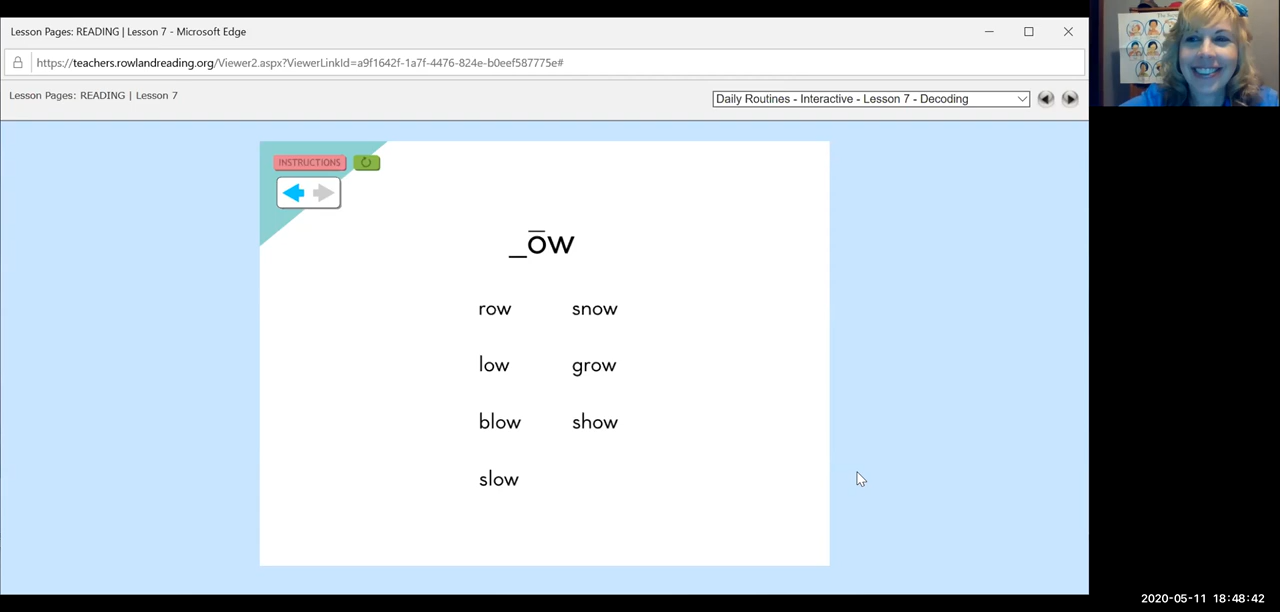 Lesson Pages: READING | Lesson 7 - Microsoft Edge
https://teachers.rowlandreading.org/Viewer2.aspx?ViewerLinkId=a9f1642f-1a7f-4476-824e-b0eef587775e#
Lesson Pages: READING | Lesson 7
Daily Routines - Interactive - Lesson 7 - Decoding
INSTRUCTIONS
_ōw
row snow
low grow
blow show
slow
2020-05-11 18:48:42